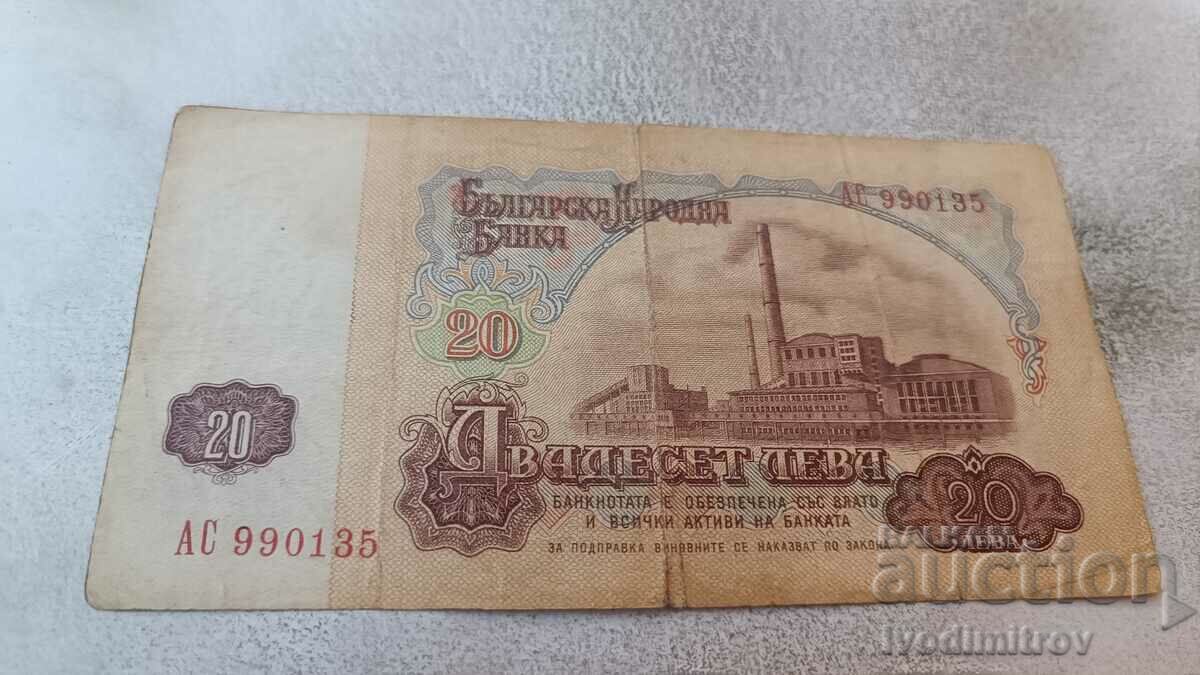 БЪЛГАРСКА НАРОДНА
БАНКА
АС 990135
20
ДВАДЕСЕТ ЛЕВА
БАНКНОТАТА Е ОБЕЗПЕЧЕНА СЪС ЗЛАТО
И ВСИЧКИ АКТИВИ НА БАНКАТА
ЗА ПОДПРАВКА ВИНОВНИТЕ СЕ НАКАЗВАТ ПО ЗАКОНА
20
ЛЕВА
20
АС 990135
auction
ivodimitrov